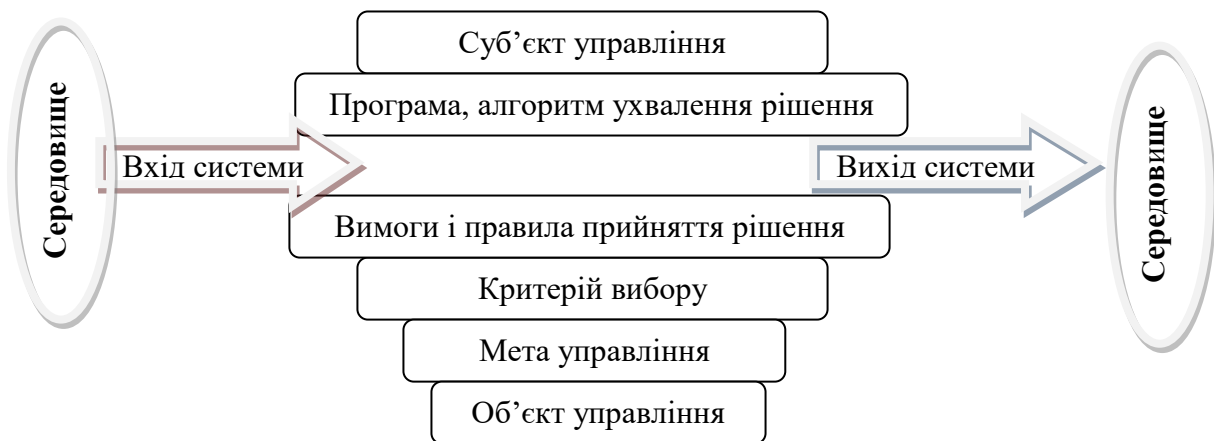 Суб’єкт управління
Програма, алгоритм ухвалення рішення
Середовище
Вхід системи
Вихід системи
Середовище
Вимоги і правила прийняття рішення
Критерій вибору
Мета управління
Об’єкт управління